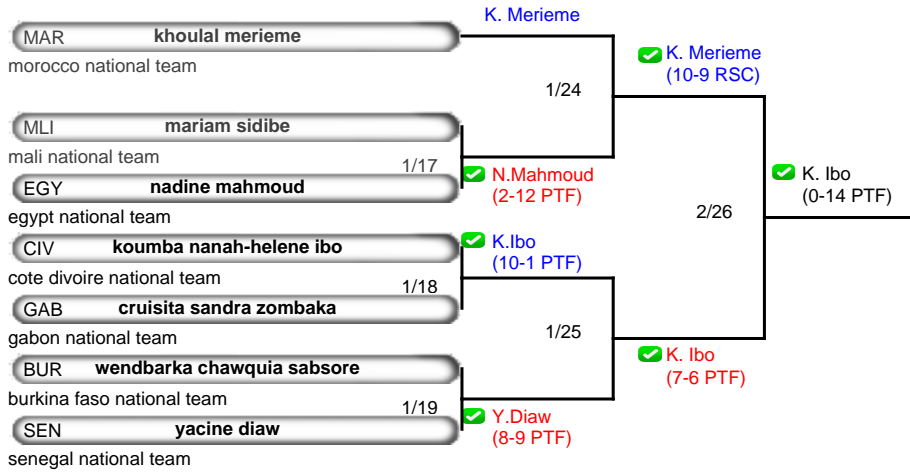 K. Merieme
MAR khoulal merieme
morocco national team
K. Merieme
(10-9 RSC)
1/24
MLI mariam sidibe
mali national team
1/17
EGY nadine mahmoud
egypt national team
N.Mahmoud
(2-12 PTF)
K. Ibo
(0-14 PTF)
2/26
CIV koumba nanah-helene ibo
cote divoire national team
K.Ibo
(10-1 PTF)
1/18
GAB cruisita sandra zombaka
gabon national team
1/25
K. Ibo
(7-6 PTF)
BUR wendbarka chawquia sabsore
burkina faso national team
1/19
SEN yacine diaw
senegal national team
Y.Diaw
(8-9 PTF)